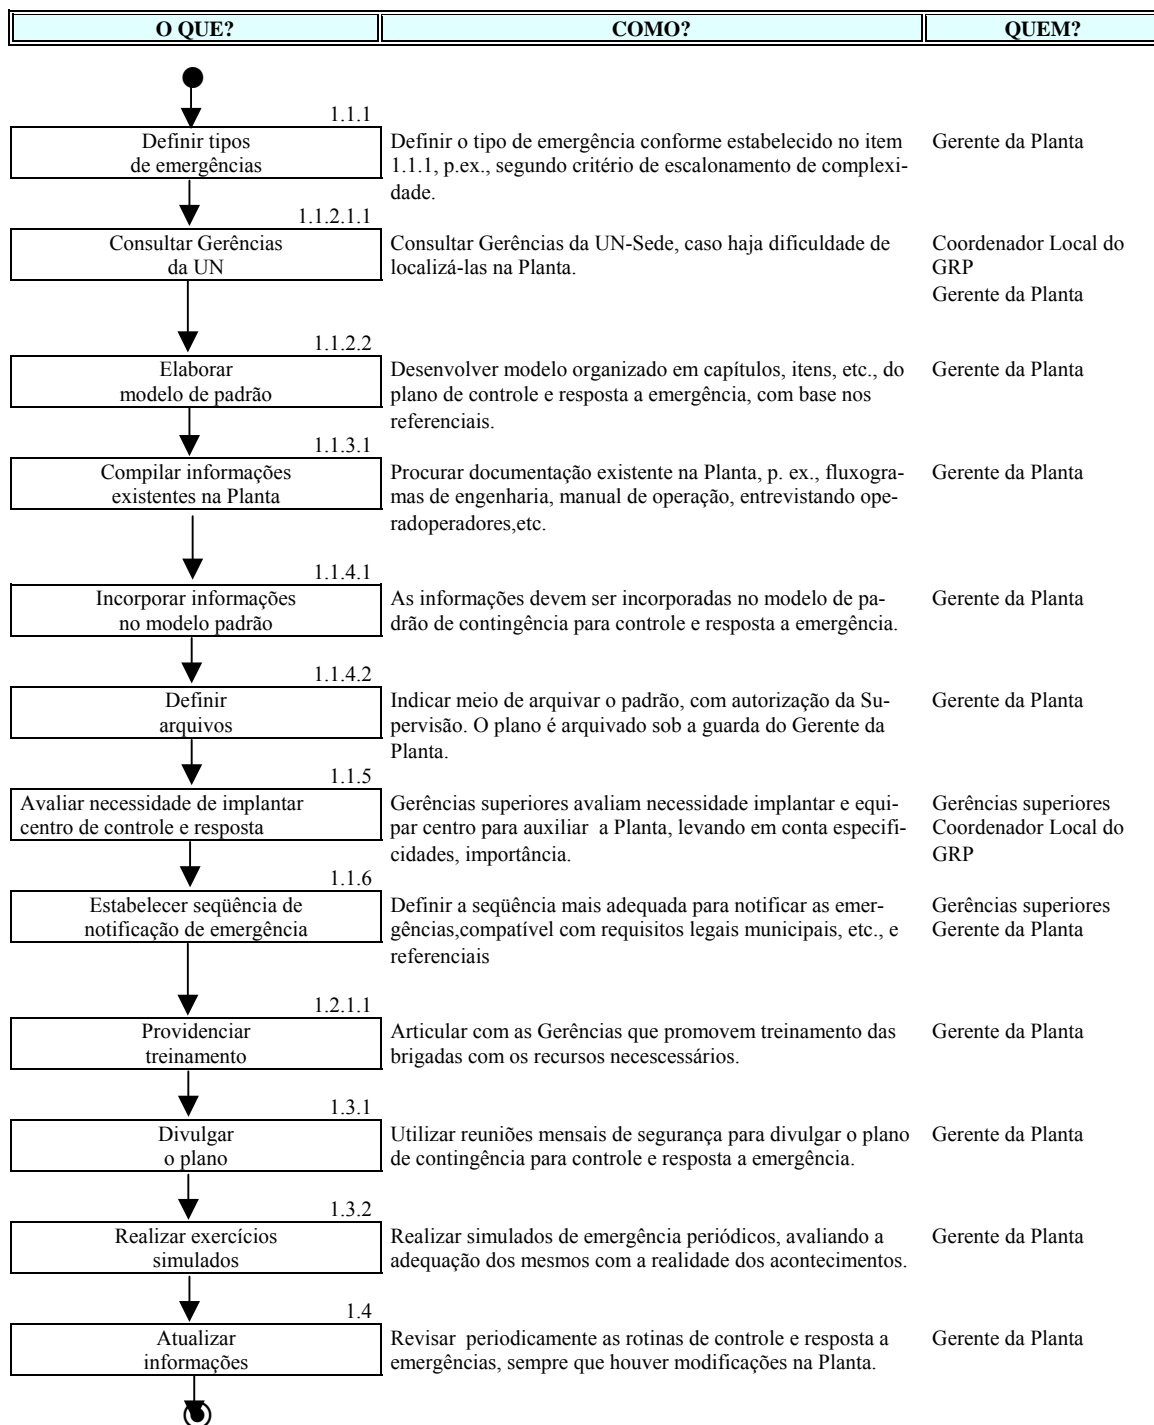 O QUE?
COMO?
QUEM?
1.1.1
Definir tipos
de emergências
Definir o tipo de emergência conforme estabelecido no item
1.1.1, p.ex., segundo critério de escalonamento de complexi-
dade.
Gerente da Planta
1.1.2.1.1
Consultar Gerências
da UN
Consultar Gerências da UN-Sede, caso haja dificuldade de
localizá-las na Planta.
Coordenador Local do
GRP
Gerente da Planta
1.1.2.2
Elaborar
modelo de padrão
Desenvolver modelo organizado em capítulos, itens, etc., do
plano de controle e resposta a emergência, com base nos
referenciais.
Gerente da Planta
1.1.3.1
Compilar informações
existentes na Planta
Procurar documentação existente na Planta, p. ex., fluxogra-
mas de engenharia, manual de operação, entrevistando ope-
radoperadores,etc.
Gerente da Planta
1.1.4.1
Incorporar informações
no modelo padrão
As informações devem ser incorporadas no modelo de pa-
drão de contingência para controle e resposta a emergência.
Gerente da Planta
1.1.4.2
Definir
arquivos
Indicar meio de arquivar o padrão, com autorização da Su-
pervisão. O plano é arquivado sob a guarda do Gerente da
Planta.
Gerente da Planta
1.1.5
Avaliar necessidade de implantar
centro de controle e resposta
Gerências superiores avaliam necessidade implantar e equi-
par centro para auxiliar a Planta, levando em conta especifi-
cidades, importância.
Gerências superiores
Coordenador Local do
GRP
1.1.6
Estabelecer seqüência de
notificação de emergência
Definir a seqüência mais adequada para notificar as emer-
gências,compatível com requisitos legais municipais, etc., e
referenciais
Gerências superiores
Gerente da Planta
1.2.1.1
Providenciar
treinamento
Articular com as Gerências que promovem treinamento das
brigadas com os recursos necescessários.
Gerente da Planta
1.3.1
Divulgar
o plano
Utilizar reuniões mensais de segurança para divulgar o plano
de contingência para controle e resposta a emergência.
Gerente da Planta
1.3.2
Realizar exercícios
simulados
Realizar simulados de emergência periódicos, avaliando a
adequação dos mesmos com a realidade dos acontecimentos.
Gerente da Planta
1.4
Atualizar
informações
Revisar periodicamente as rotinas de controle e resposta a
emergências, sempre que houver modificações na Planta.
Gerente da Planta